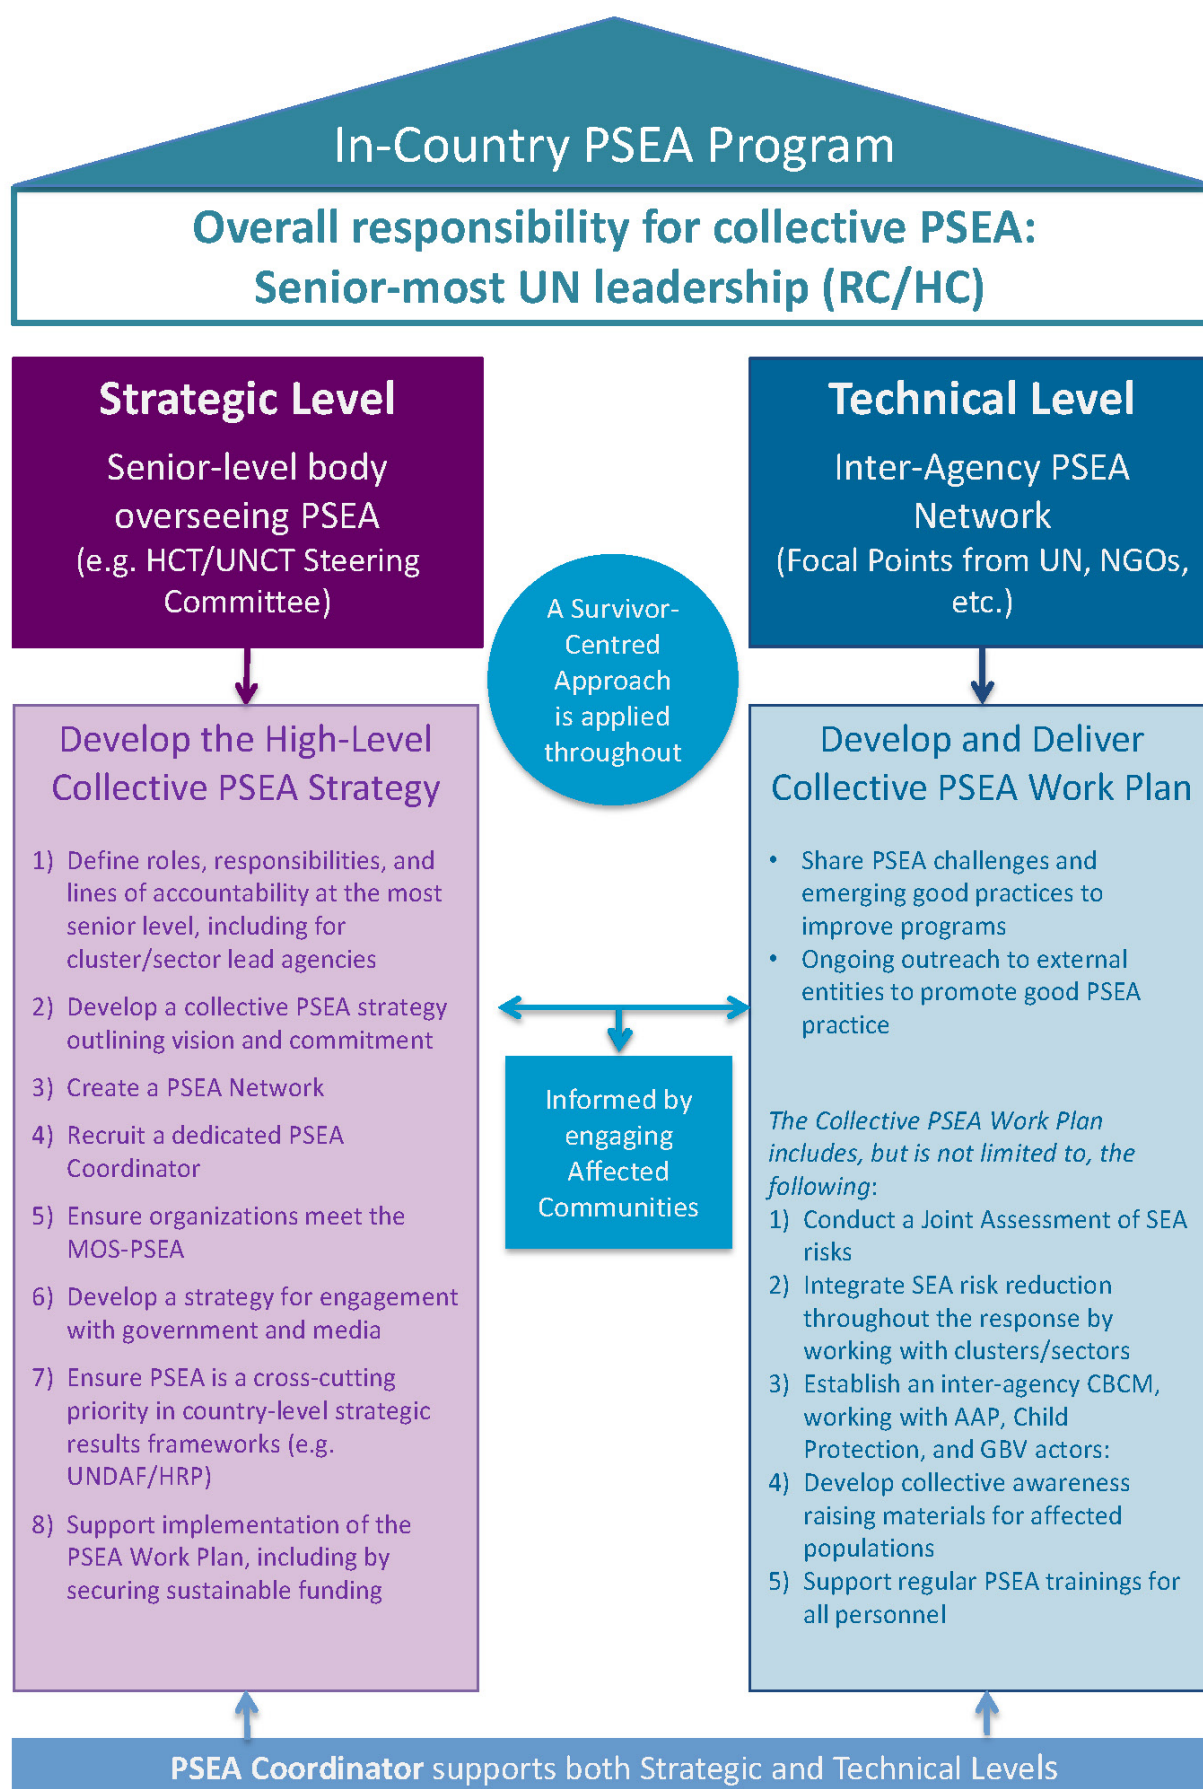 In-Country PSEA Program
Overall responsibility for collective PSEA:
Senior-most UN leadership (RC/HC)
Strategic Level
Senior-level body
overseeing PSEA
(e.g. HCT/UNCT Steering
Committee)
Technical Level
Inter-Agency PSEA
Network
(Focal Points from UN, NGOs,
etc.)
A Survivor-
Centred
Approach
is applied
throughout
Develop the High-Level
Collective PSEA Strategy
1) Define roles, responsibilities, and
lines of accountability at the most
senior level, including for
cluster/sector lead agencies
2) Develop a collective PSEA strategy
outlining vision and commitment
3) Create a PSEA Network
4) Recruit a dedicated PSEA
Coordinator
5) Ensure organizations meet the
MOS-PSEA
6) Develop a strategy for engagement
with government and media
7) Ensure PSEA is a cross-cutting
priority in country-level strategic
results frameworks (e.g.
UNDAF/HRP)
8) Support implementation of the
PSEA Work Plan, including by
securing sustainable funding
Informed by
engaging
Affected
Communities
Develop and Deliver
Collective PSEA Work Plan
• Share PSEA challenges and
emerging good practices to
improve programs
• Ongoing outreach to external
entities to promote good PSEA
practice
The Collective PSEA Work Plan
includes, but is not limited to, the
following:
1) Conduct a Joint Assessment of SEA
risks
2) Integrate SEA risk reduction
throughout the response by
working with clusters/sectors
3) Establish an inter-agency CBCM,
working with AAP, Child
Protection, and GBV actors:
4) Develop collective awareness
raising materials for affected
populations
5) Support regular PSEA trainings for
all personnel
PSEA Coordinator supports both Strategic and Technical Levels